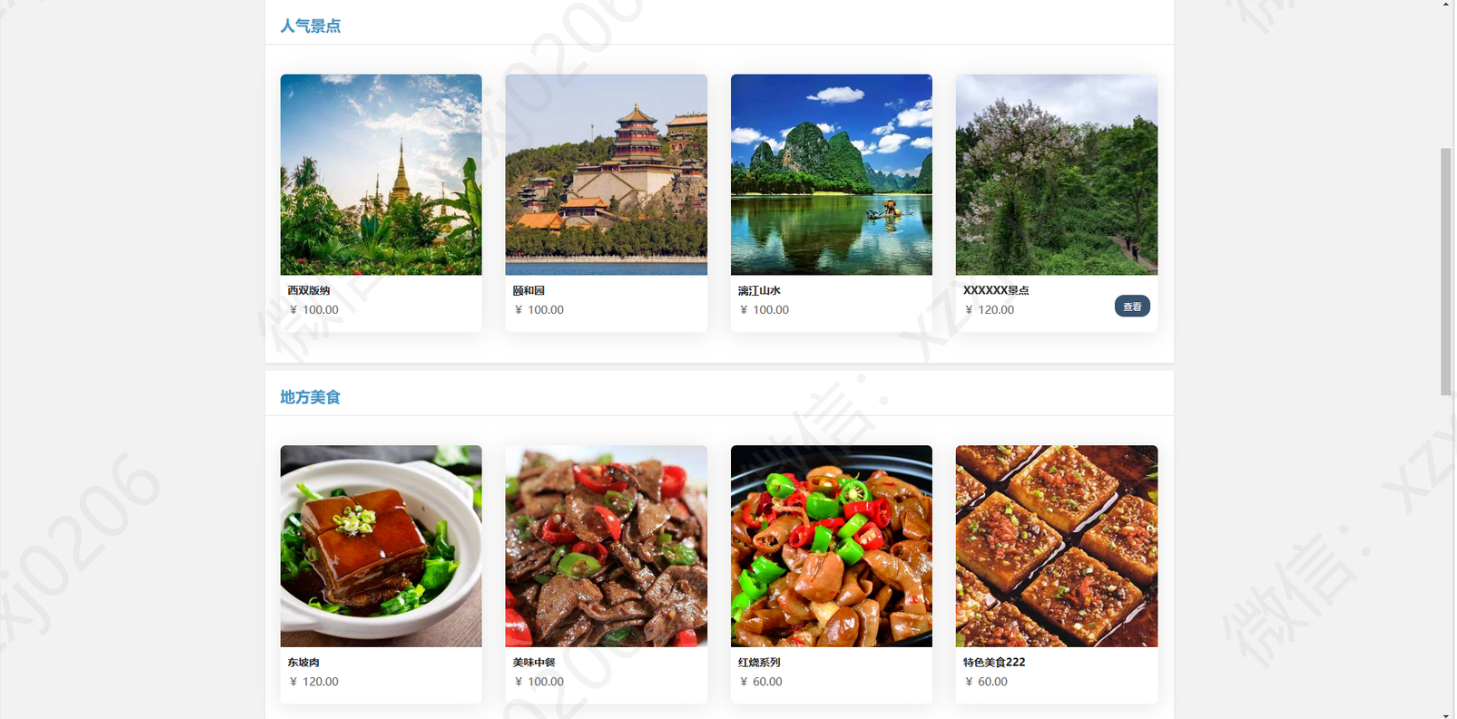 人气景点
西双版纳
¥ 100.00
颐和园
¥ 100.00
漓江山水
¥ 100.00
XXXXXX景点
¥ 120.00
查看
地方美食
东坡肉
¥ 120.00
美味中餐
¥ 100.00
红烧系列
¥ 60.00
特色美食222
¥ 60.00
微信：
xzxj0206